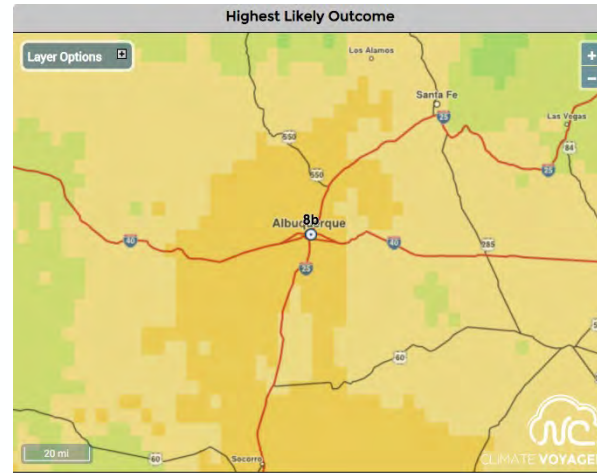 Highest Likely Outcome
Layer Options +
Los Alamos
+
−
Santa Fe
25
Las Vegas
550
84
25
550
8b
Albuquerque
40
40
285
25
60
NC
CLIMATE VOYAGER
20 mi
60
Socorro